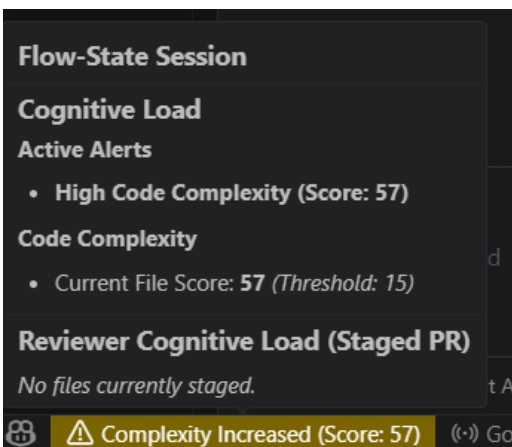 Flow-State Session
Cognitive Load
Active Alerts
• High Code Complexity (Score: 57)
Code Complexity
• Current File Score: 57 (Threshold: 15)
Reviewer Cognitive Load (Staged PR)
No files currently staged.
Complexity Increased (Score: 57)
Go